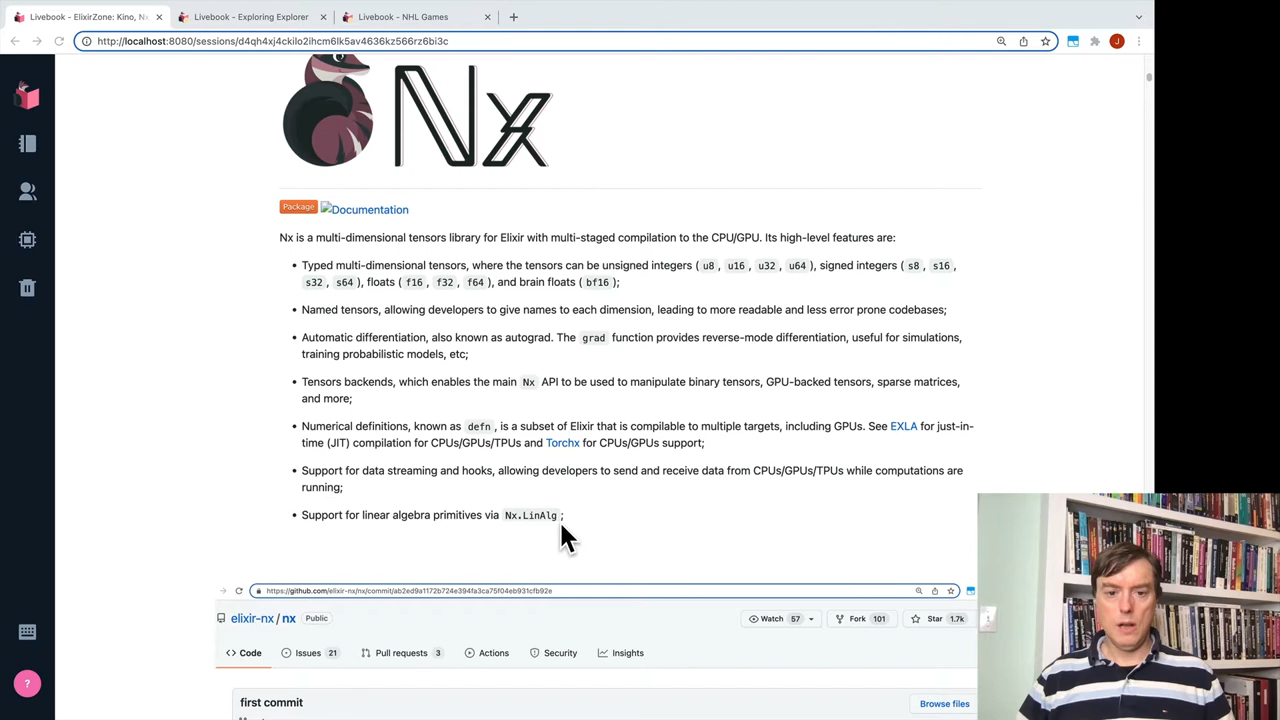 Livebook - ElixirZone: Kino, N
Livebook - Exploring Explorer
Livebook - NHL Games
http://localhost:8080/sessions/d4qh4xj4ckilo2ihcm6lk5av4636kz566rz6bi3c
J
Nx
Package Documentation
Nx is a multi-dimensional tensors library for Elixir with multi-staged compilation to the CPU/GPU. Its high-level features are:
• Typed multi-dimensional tensors, where the tensors can be unsigned integers ( u8 , u16 , u32 , u64 ), signed integers ( s8 , s16 ,
s32 , s64 ), floats ( f16 , f32 , f64 ), and brain floats ( bf16 );
• Named tensors, allowing developers to give names to each dimension, leading to more readable and less error prone codebases;
• Automatic differentiation, also known as autograd. The grad function provides reverse-mode differentiation, useful for simulations,
training probabilistic models, etc;
• Tensors backends, which enables the main Nx API to be used to manipulate binary tensors, GPU-backed tensors, sparse matrices,
and more;
• Numerical definitions, known as defn , is a subset of Elixir that is compilable to multiple targets, including GPUs. See EXLA for just-in-
time (JIT) compilation for CPUs/GPUs/TPUs and Torchx for CPUs/GPUs support;
• Support for data streaming and hooks, allowing developers to send and receive data from CPUs/GPUs/TPUs while computations are
running;
• Support for linear algebra primitives via Nx.LinAlg ;
https://github.com/elixir-nx/nx/commit/ab2ed9a1172b724e394fa3ca75f04eb931cfb92e
elixir-nx / nx Public
Watch 57 Fork 101 Star 1.7k
Code Issues 21 Pull requests 3 Actions Security Insights
first commit
Browse files
?